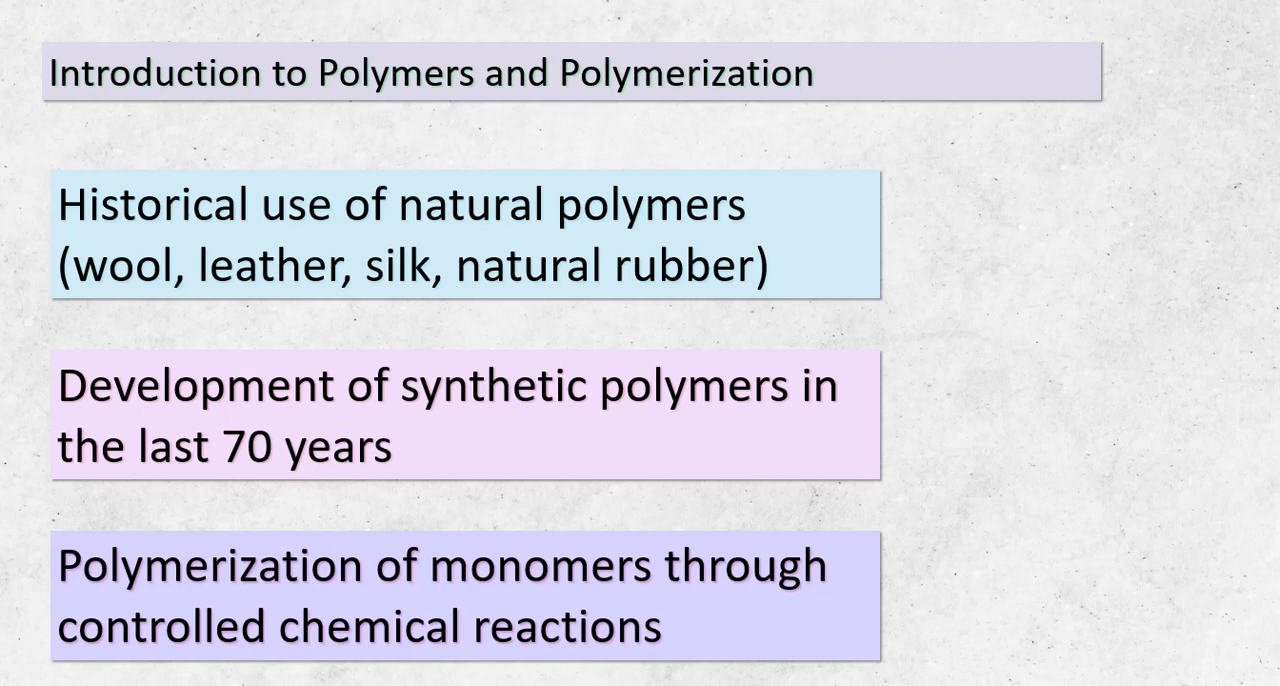 Introduction to Polymers and Polymerization
Historical use of natural polymers
(wool, leather, silk, natural rubber)
Development of synthetic polymers in
the last 70 years
Polymerization of monomers through
controlled chemical reactions